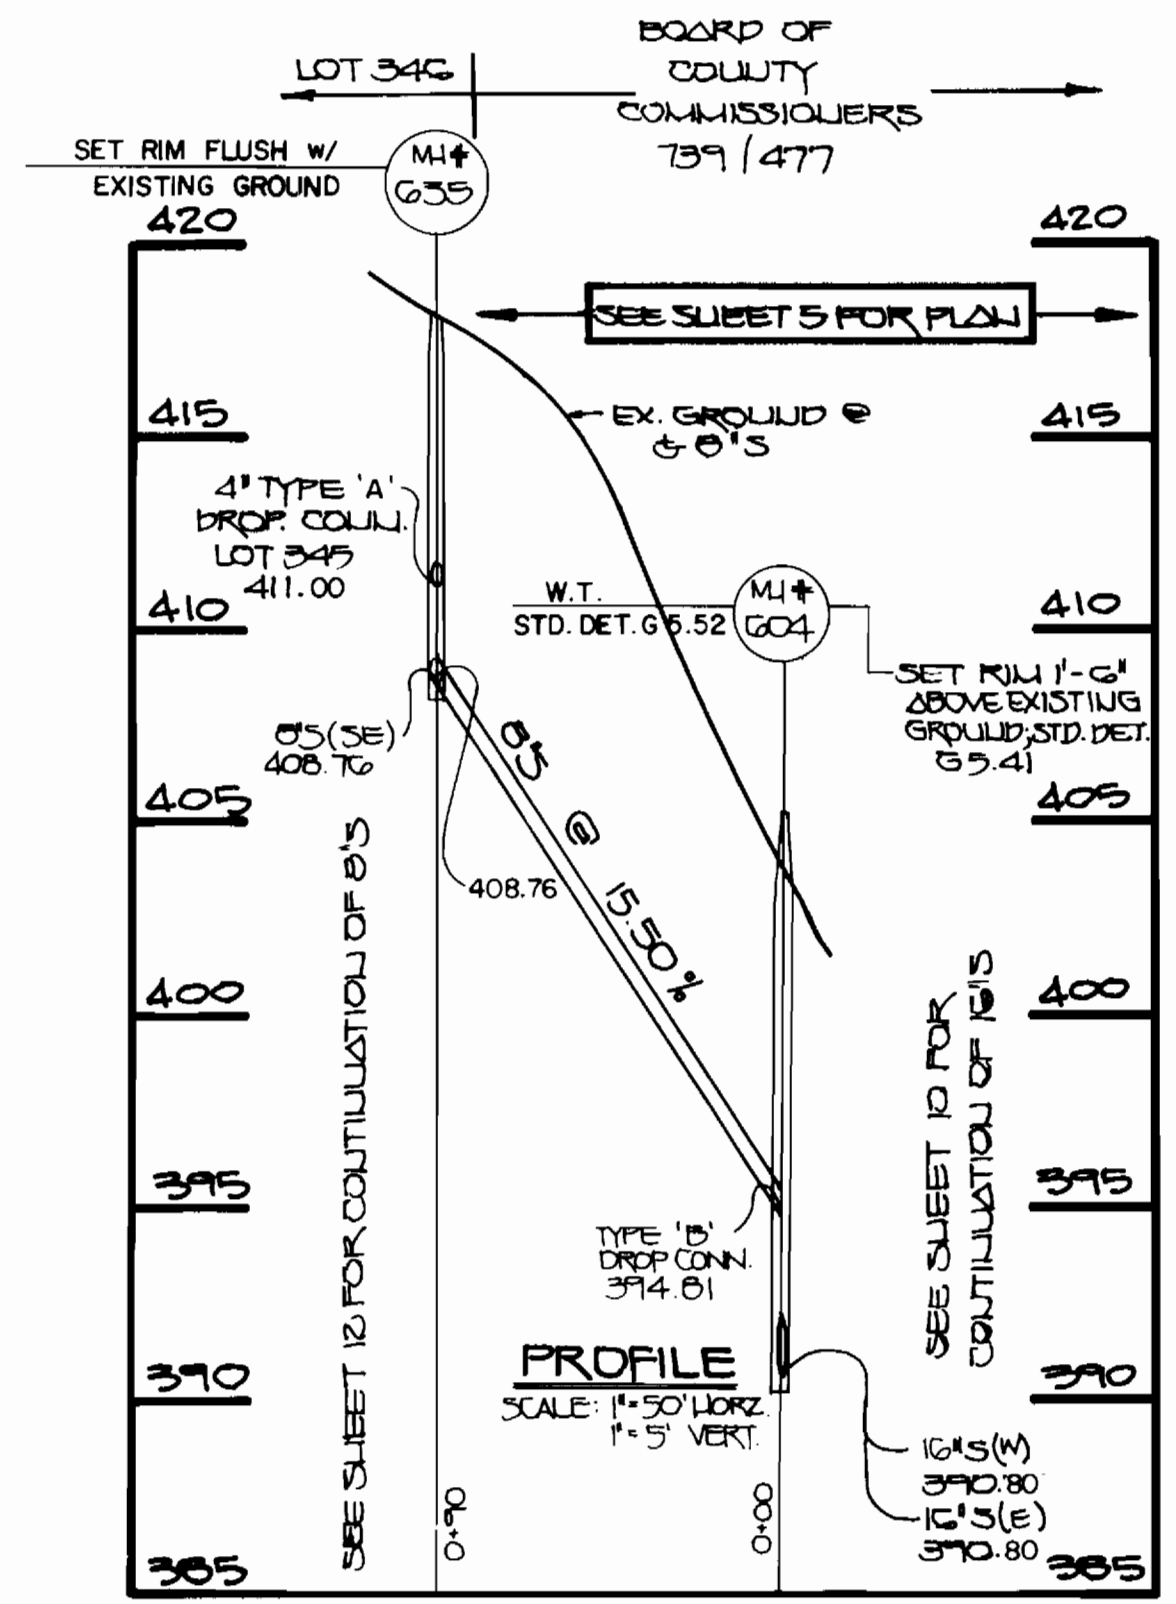 BOARD OF
COUNTY
COMMISSIONERS
739/477
LOT 346
SET RIM FLUSH W/
EXISTING GROUND
MH#
635
420
420
SEE SHEET 5 FOR PLAN
415
415
EX. GROUND @
℄ 8"S
4" TYPE 'A'
DROP. CONN.
LOT 345
411.00
410
410
W.T.
STD. DET. G 5.52
MH#
604
SET RIM 1'-6"
ABOVE EXISTING
GROUND; STD. DET.
G5.41
8"S(SE)
408.76
8"S @ 15.50%
405
405
408.76
SEE SHEET 12 FOR CONTINUATION OF 8"S
400
400
SEE SHEET 10 FOR
CONTINUATION OF 16"S
395
395
TYPE 'B'
DROP CONN.
394.81
390
390
PROFILE
SCALE: 1"=50' HORZ.
1"=5' VERT.
16"S(W)
390.80
16"S(E)
390.80
0+90
0+00
385
385